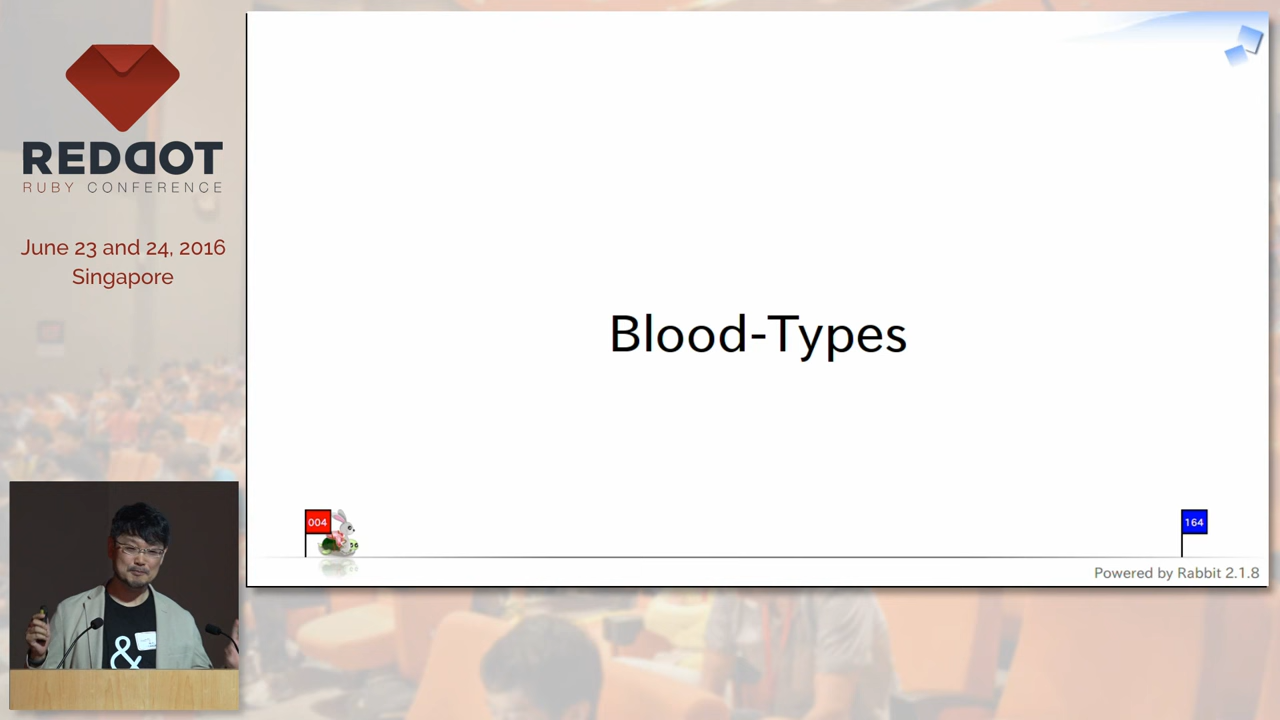 REDDOT
RUBY CONFERENCE
June 23 and 24, 2016
Singapore
Blood-Types
004
164
Powered by Rabbit 2.1.8
&